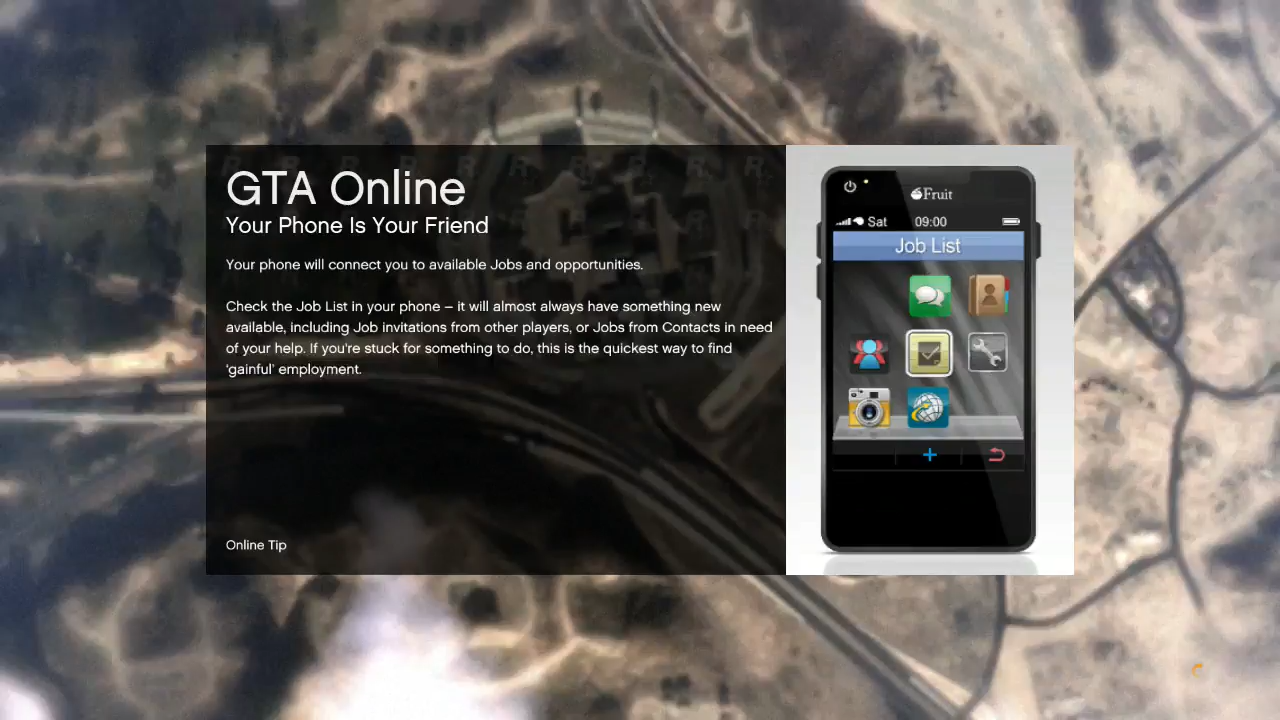 GTA Online
Your Phone Is Your Friend
Your phone will connect you to available Jobs and opportunities.
Check the Job List in your phone – it will almost always have something new
available, including Job invitations from other players, or Jobs from Contacts in need
of your help. If you're stuck for something to do, this is the quickest way to find
'gainful' employment.
Online Tip
Fruit
Sat 09:00
Job List